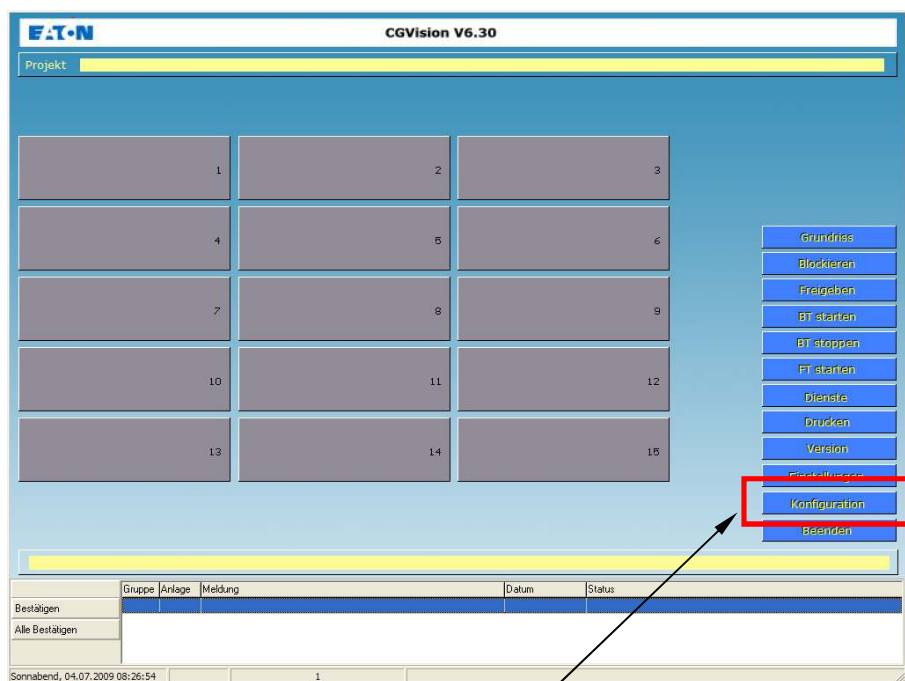 EATON CGVision V6.30
Projekt
1 2 3
4 5 6
7 8 9
10 11 12
13 14 15
Grundriss
Blockieren
Freigeben
BT starten
BT stoppen
FT starten
Dienste
Drucken
Version
Einstellungen
Konfiguration
Beenden
Gruppe Anlage Meldung Datum Status
Bestätigen
Alle Bestätigen
Sonnabend, 04.07.2009 08:26:54 1